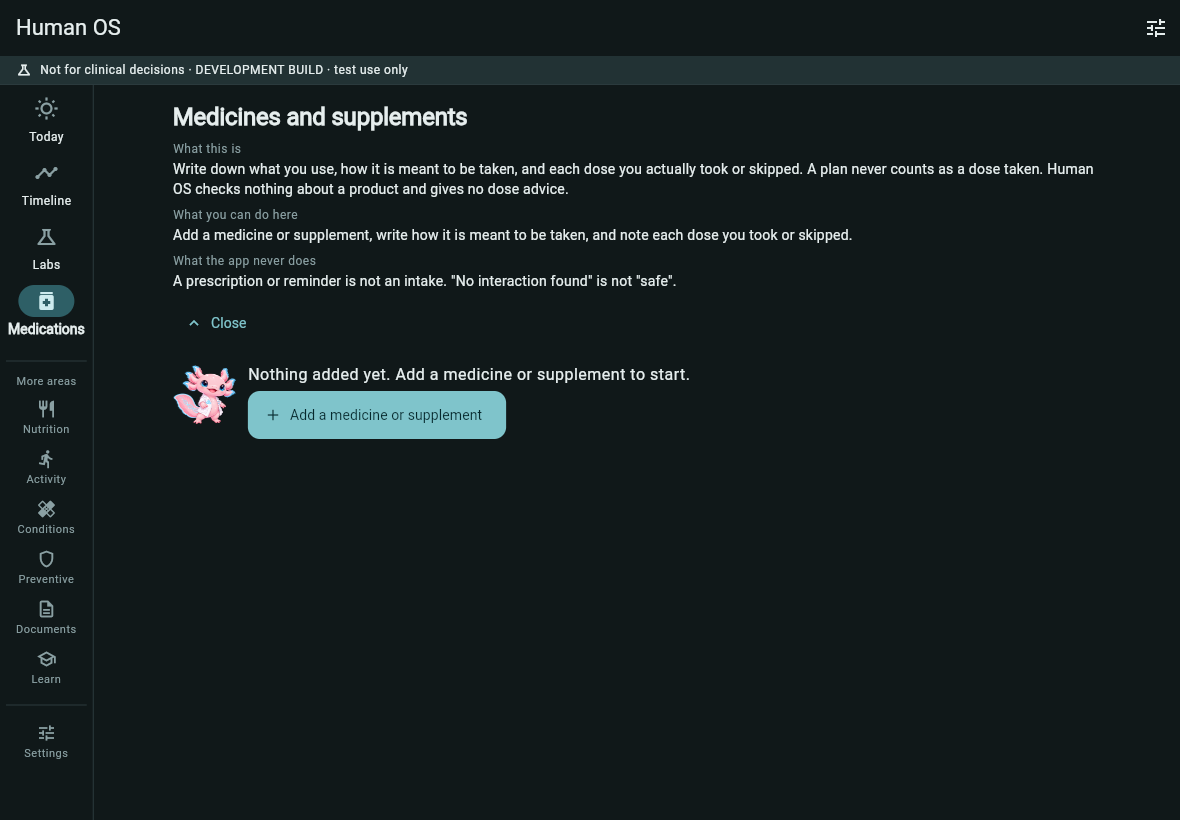 Human OS
Not for clinical decisions · DEVELOPMENT BUILD · test use only
Today
Timeline
Labs
Medications
More areas
Nutrition
Activity
Conditions
Preventive
Documents
Learn
Settings
Medicines and supplements
What this is
Write down what you use, how it is meant to be taken, and each dose you actually took or skipped. A plan never counts as a dose taken. Human
OS checks nothing about a product and gives no dose advice.
What you can do here
Add a medicine or supplement, write how it is meant to be taken, and note each dose you took or skipped.
What the app never does
A prescription or reminder is not an intake. "No interaction found" is not "safe".
Close
Nothing added yet. Add a medicine or supplement to start.
Add a medicine or supplement